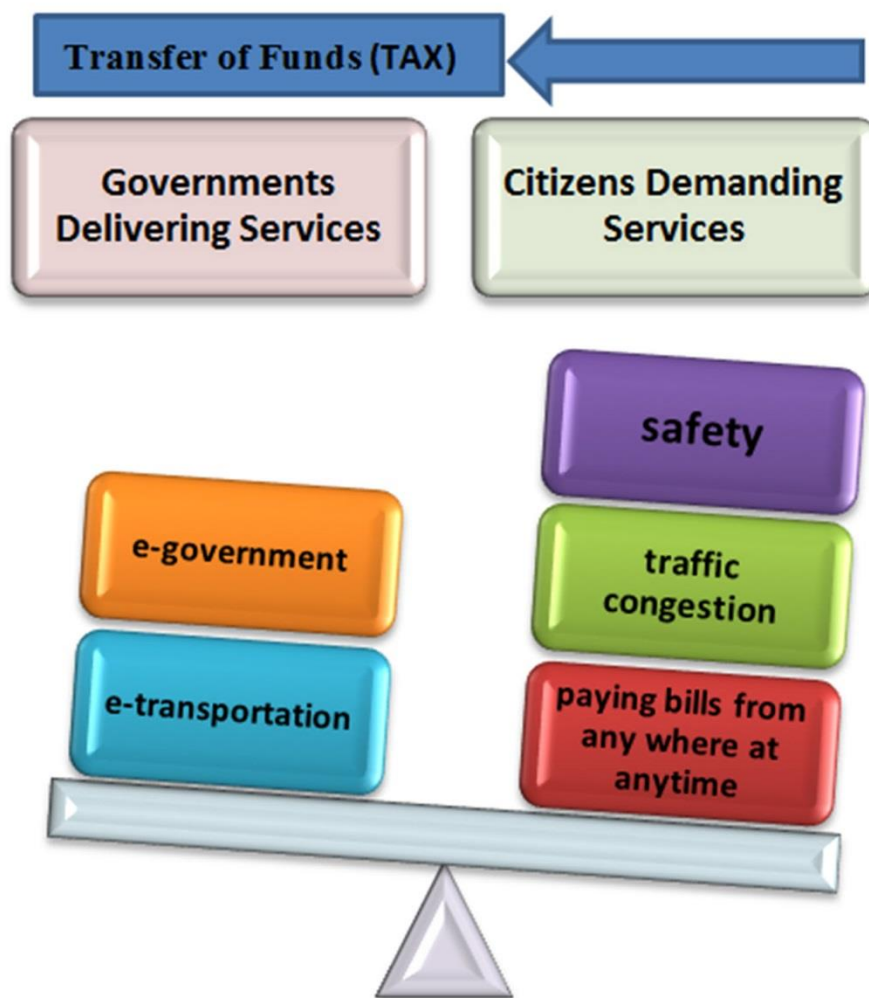 Transfer of Funds (TAX)
Governments
Delivering Services
Citizens Demanding
Services
e-government
e-transportation
safety
traffic
congestion
paying bills from
any where at
anytime